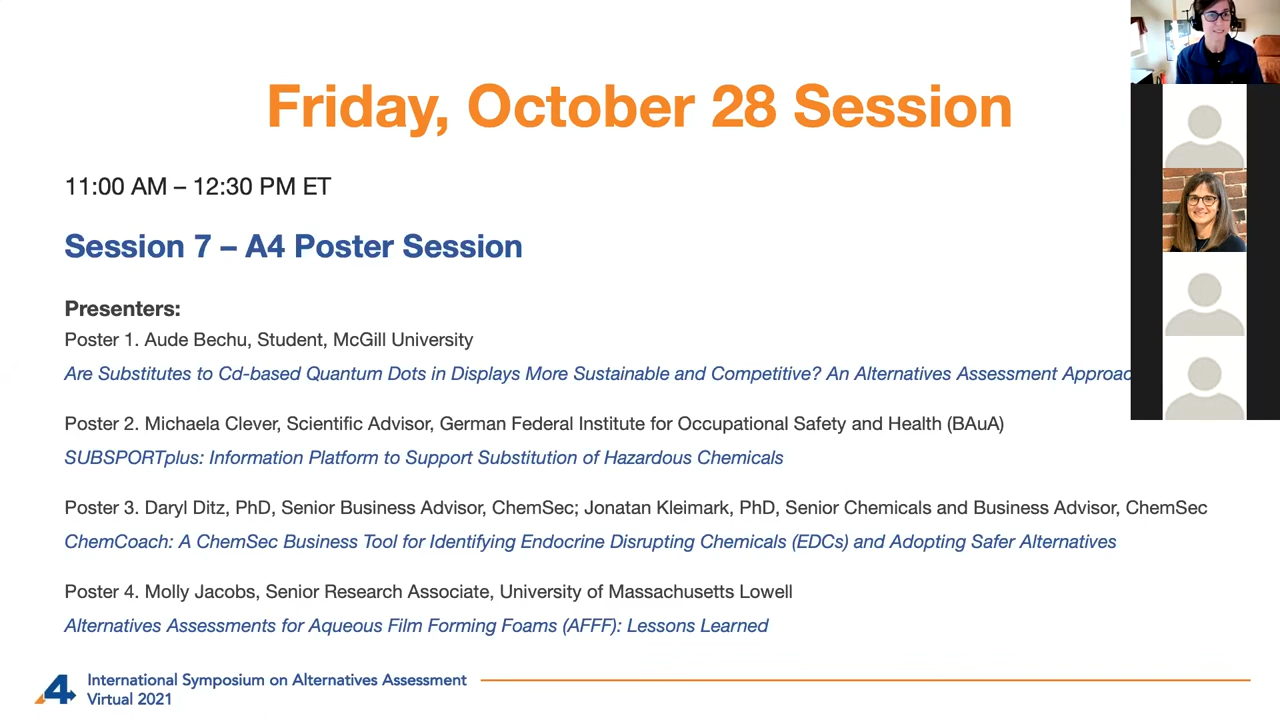 Friday, October 28 Session
11:00 AM – 12:30 PM ET
Session 7 – A4 Poster Session
Presenters:
Poster 1. Aude Bechu, Student, McGill University
Are Substitutes to Cd-based Quantum Dots in Displays More Sustainable and Competitive? An Alternatives Assessment Approac
Poster 2. Michaela Clever, Scientific Advisor, German Federal Institute for Occupational Safety and Health (BAuA)
SUBSPORTplus: Information Platform to Support Substitution of Hazardous Chemicals
Poster 3. Daryl Ditz, PhD, Senior Business Advisor, ChemSec; Jonatan Kleimark, PhD, Senior Chemicals and Business Advisor, ChemSec
ChemCoach: A ChemSec Business Tool for Identifying Endocrine Disrupting Chemicals (EDCs) and Adopting Safer Alternatives
Poster 4. Molly Jacobs, Senior Research Associate, University of Massachusetts Lowell
Alternatives Assessments for Aqueous Film Forming Foams (AFFF): Lessons Learned
4 International Symposium on Alternatives Assessment
Virtual 2021